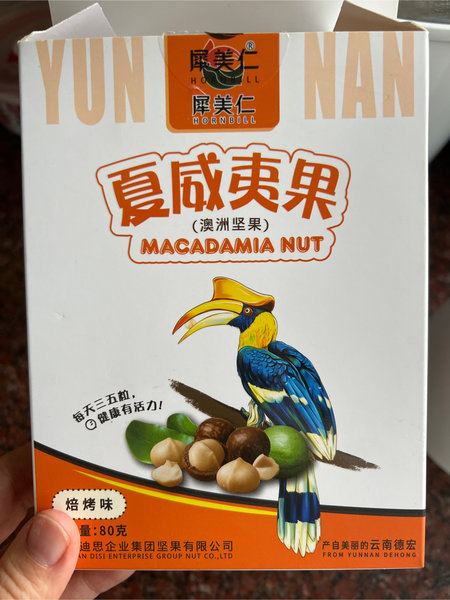 YUN NAN
犀美仁®
HORNBILL
犀美仁
HORNBILL
夏威夷果
(澳洲坚果)
MACADAMIA NUT
每天三五粒，
健康有活力！
焙烤味
量:80克
迪思企业集团坚果有限公司
AN DISI ENTERPRISE GROUP NUT CO.,LTD
产自美丽的云南德宏
FROM YUNNAN DEHONG